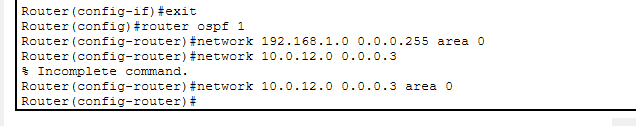 Router(config-if)#exit
Router(config)#router ospf 1
Router(config-router)#network 192.168.1.0 0.0.0.255 area 0
Router(config-router)#network 10.0.12.0 0.0.0.3
% Incomplete command.
Router(config-router)#network 10.0.12.0 0.0.0.3 area 0
Router(config-router)#